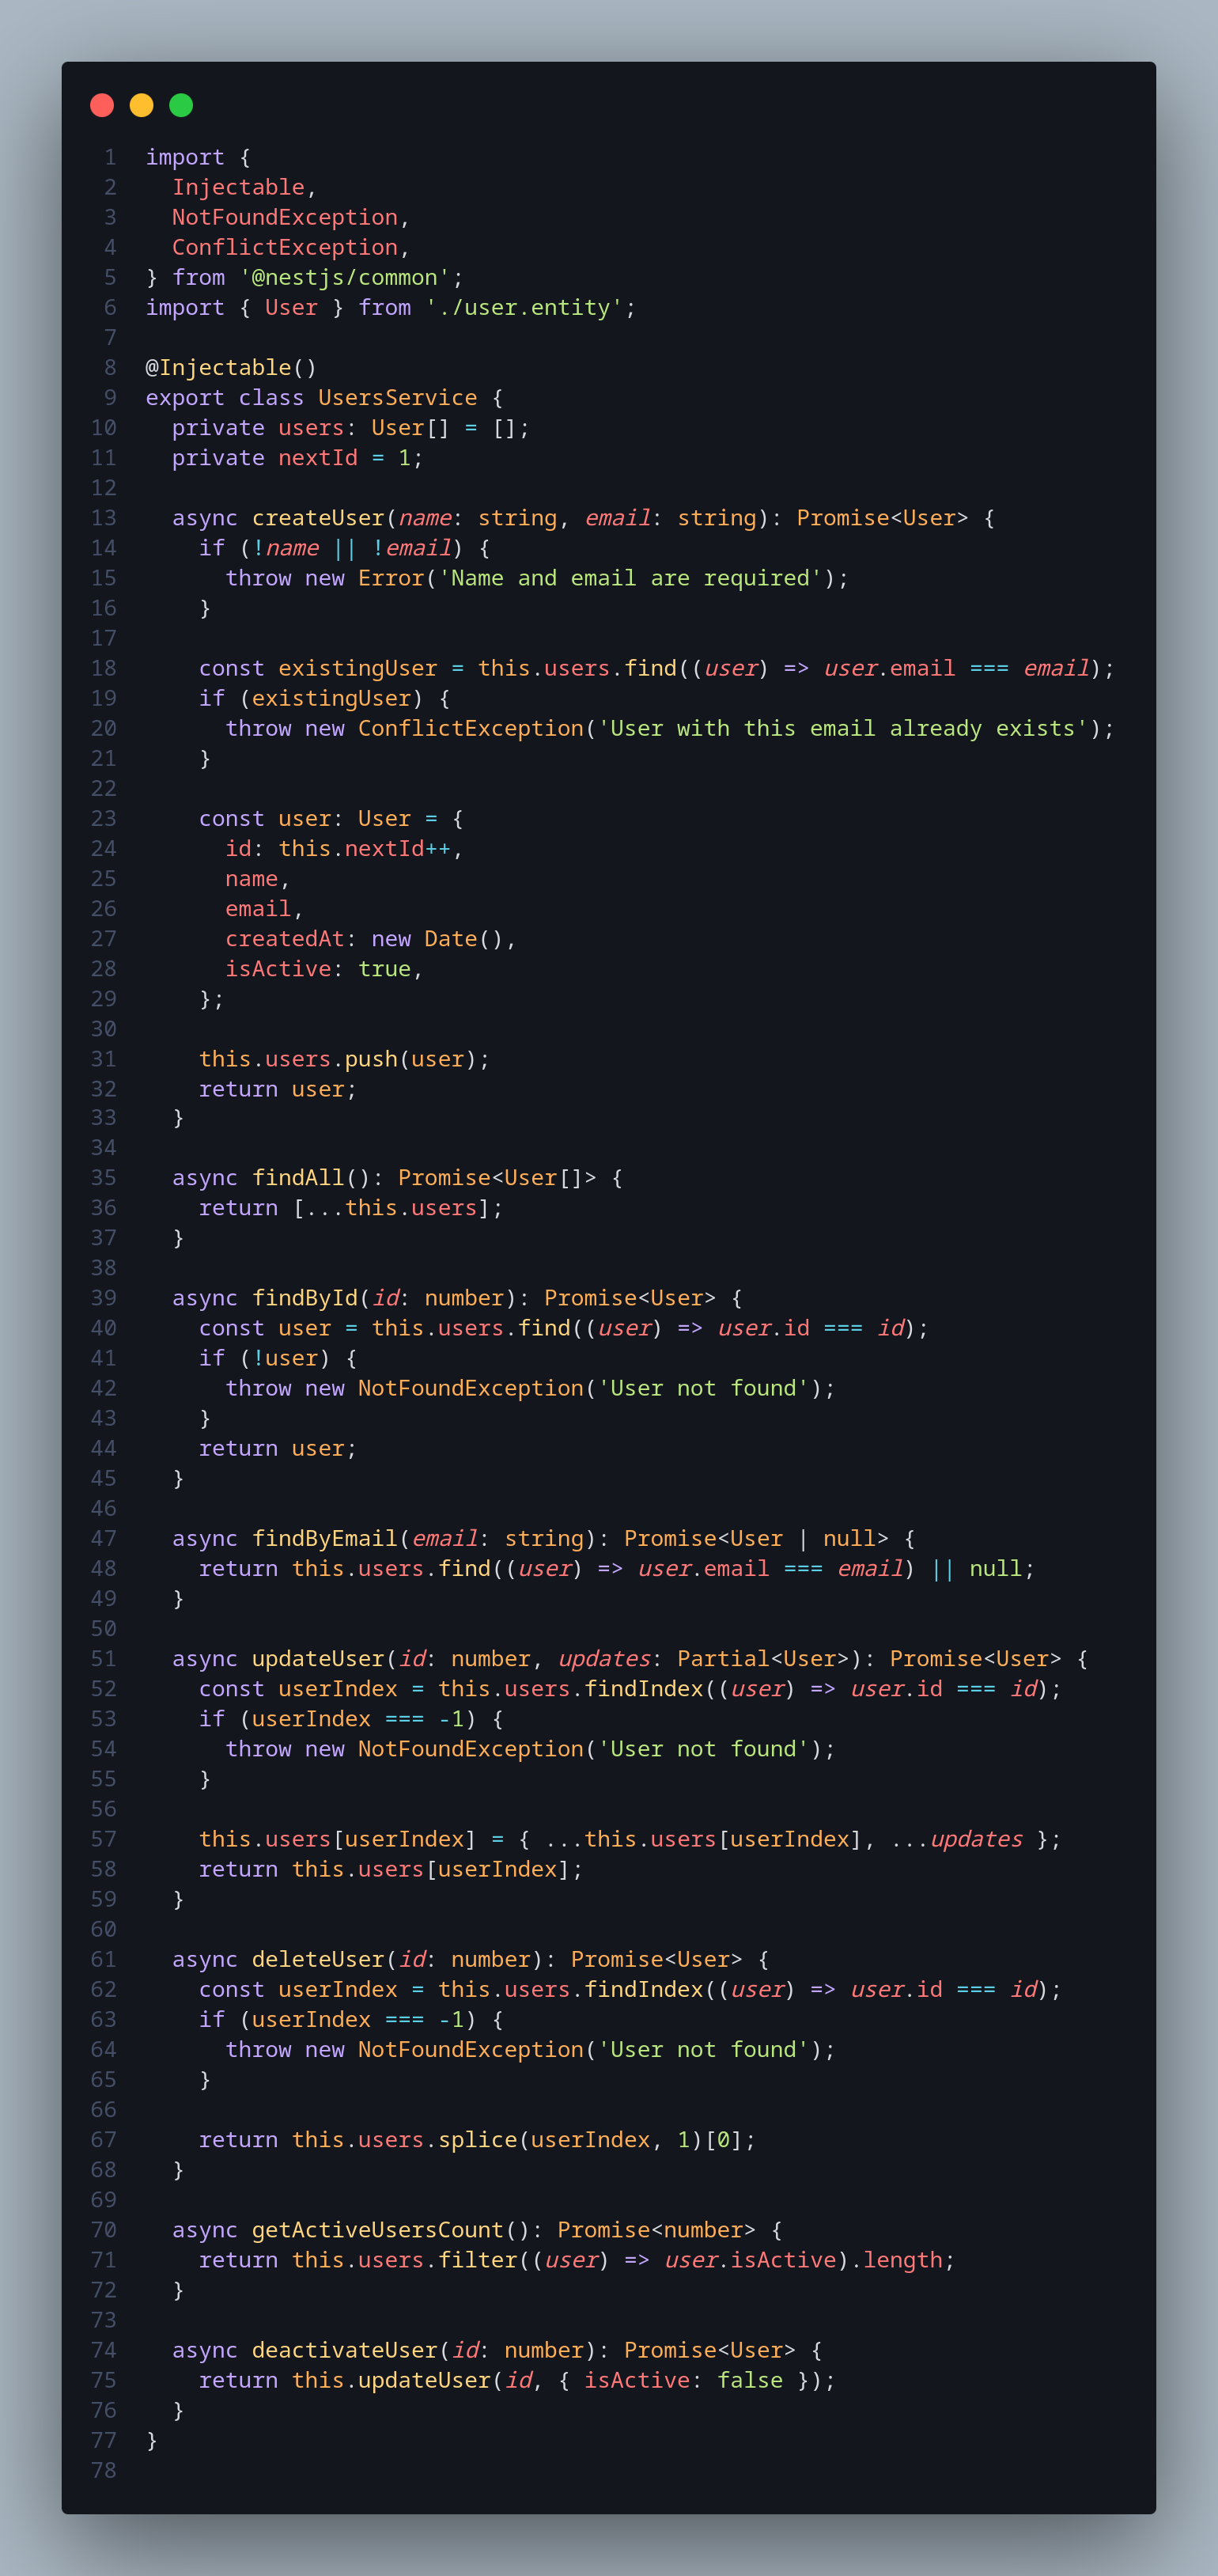 1 import {
2   Injectable,
3   NotFoundException,
4   ConflictException,
5 } from '@nestjs/common';
6 import { User } from './user.entity';
7
8 @Injectable()
9 export class UsersService {
10   private users: User[] = [];
11   private nextId = 1;
12
13   async createUser(name: string, email: string): Promise<User> {
14     if (!name || !email) {
15       throw new Error('Name and email are required');
16     }
17
18     const existingUser = this.users.find((user) => user.email === email);
19     if (existingUser) {
20       throw new ConflictException('User with this email already exists');
21     }
22
23     const user: User = {
24       id: this.nextId++,
25       name,
26       email,
27       createdAt: new Date(),
28       isActive: true,
29     };
30
31     this.users.push(user);
32     return user;
33   }
34
35   async findAll(): Promise<User[]> {
36     return [...this.users];
37   }
38
39   async findById(id: number): Promise<User> {
40     const user = this.users.find((user) => user.id === id);
41     if (!user) {
42       throw new NotFoundException('User not found');
43     }
44     return user;
45   }
46
47   async findByEmail(email: string): Promise<User | null> {
48     return this.users.find((user) => user.email === email) || null;
49   }
50
51   async updateUser(id: number, updates: Partial<User>): Promise<User> {
52     const userIndex = this.users.findIndex((user) => user.id === id);
53     if (userIndex === -1) {
54       throw new NotFoundException('User not found');
55     }
56
57     this.users[userIndex] = { ...this.users[userIndex], ...updates };
58     return this.users[userIndex];
59   }
60
61   async deleteUser(id: number): Promise<User> {
62     const userIndex = this.users.findIndex((user) => user.id === id);
63     if (userIndex === -1) {
64       throw new NotFoundException('User not found');
65     }
66
67     return this.users.splice(userIndex, 1)[0];
68   }
69
70   async getActiveUsersCount(): Promise<number> {
71     return this.users.filter((user) => user.isActive).length;
72   }
73
74   async deactivateUser(id: number): Promise<User> {
75     return this.updateUser(id, { isActive: false });
76   }
77 }
78